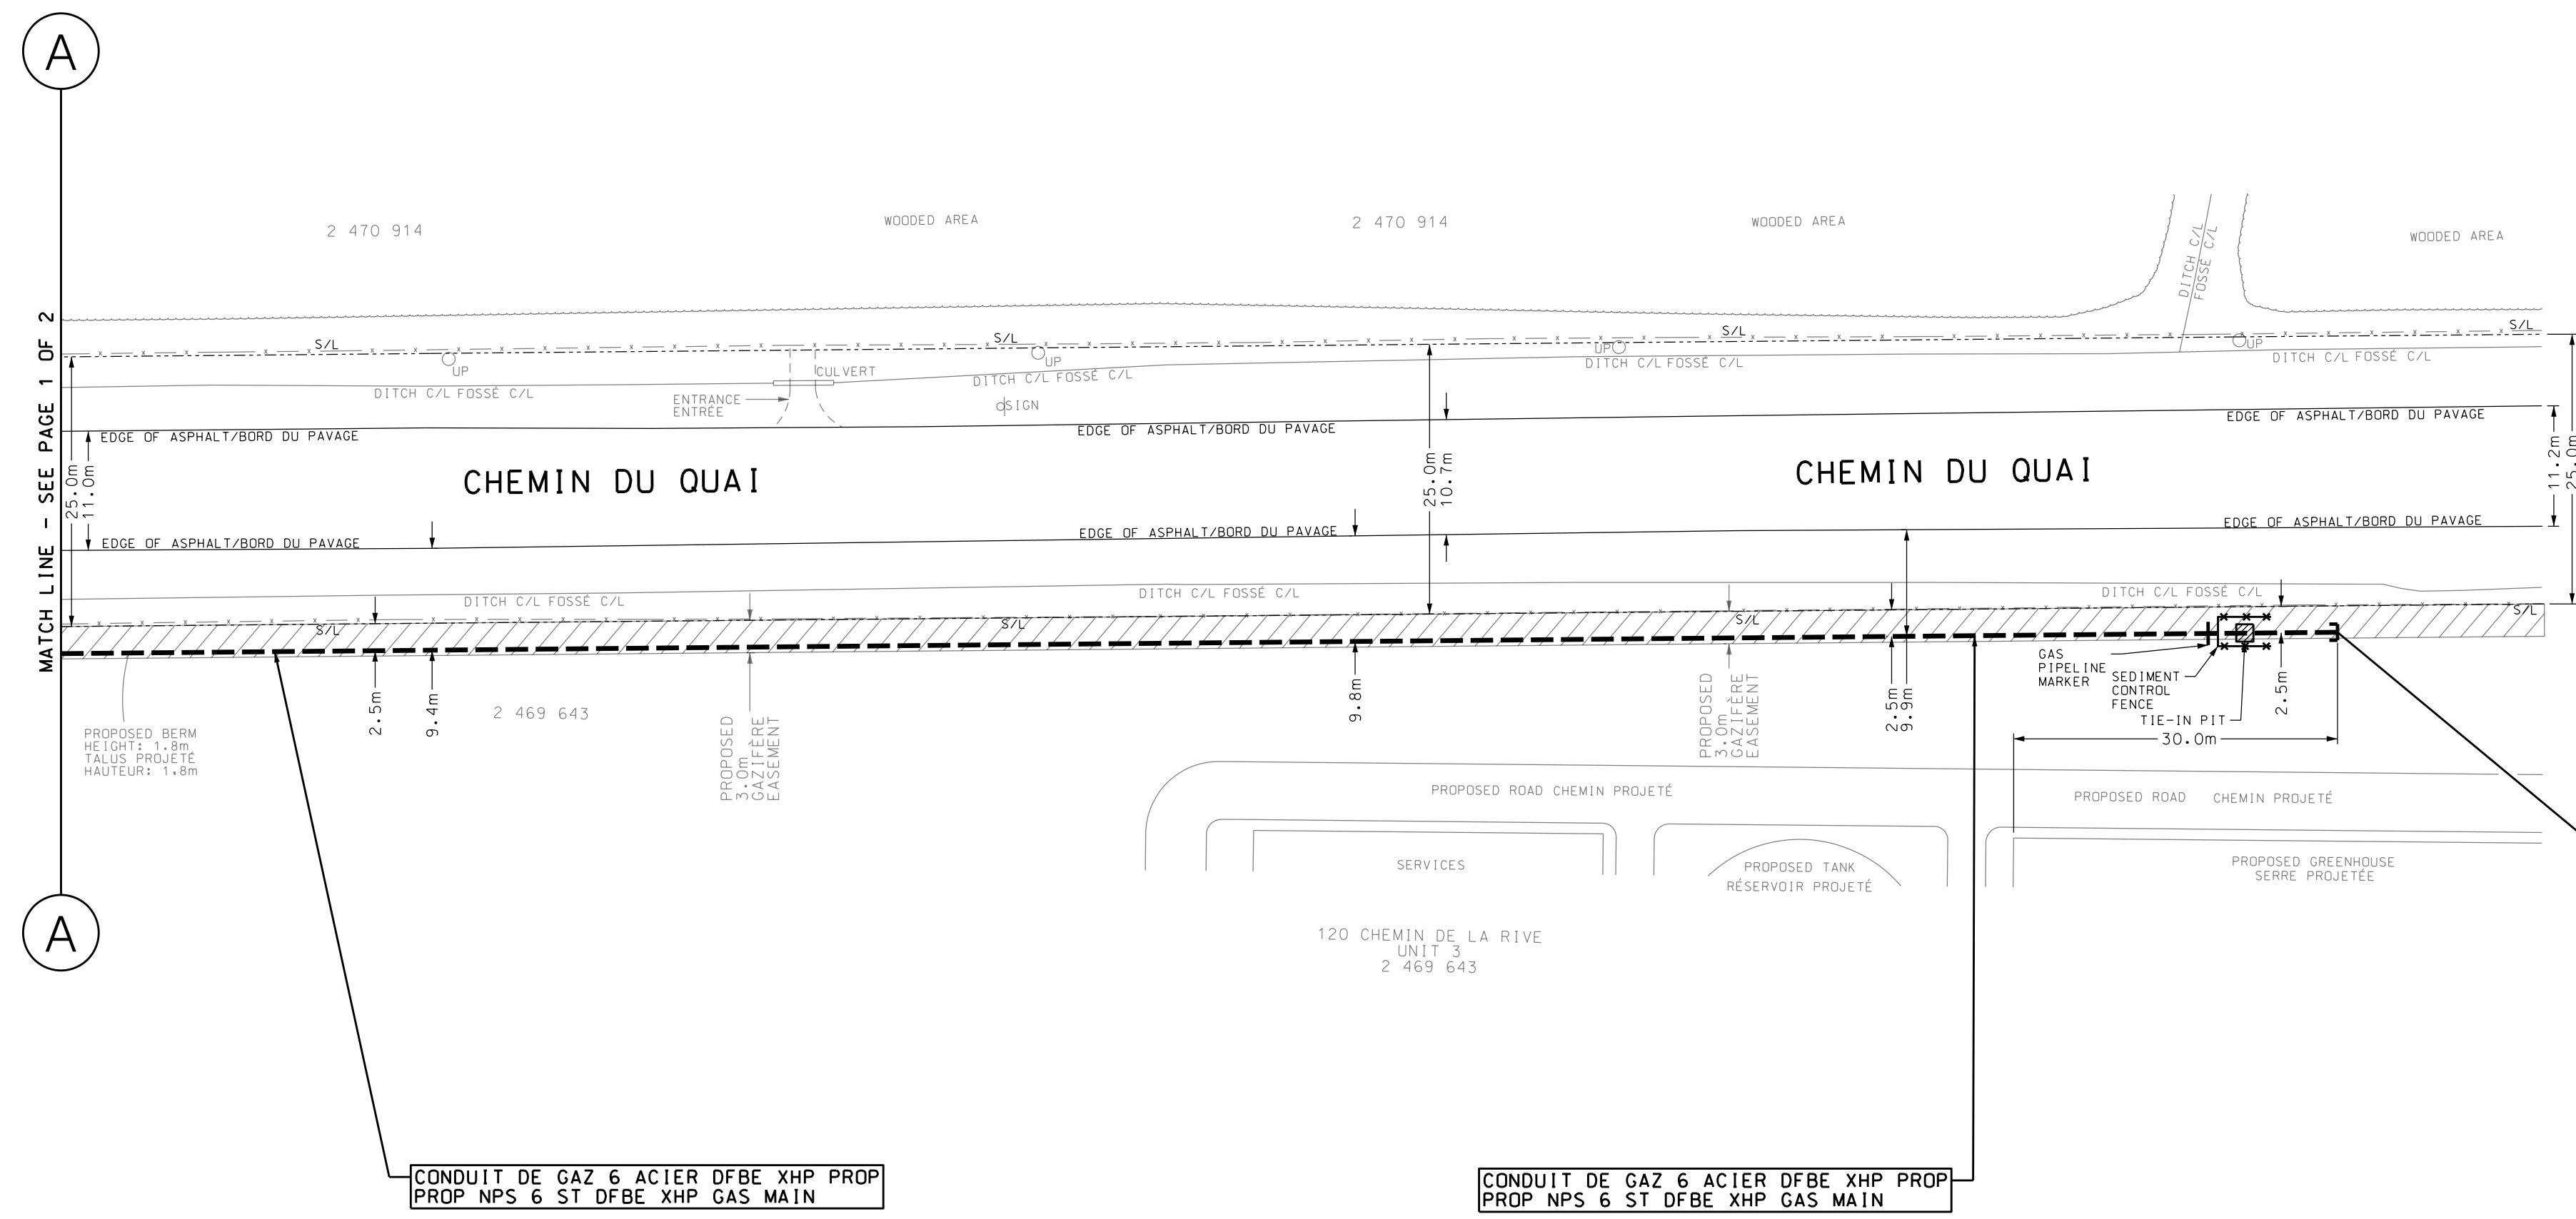 A
2 470 914
WOODED AREA
2 470 914
WOODED AREA
WOODED AREA
DITCH C/L
FOSSÉ C/L
MATCH LINE - SEE PAGE 1 OF 2
S/L
S/L
S/L
S/L
UP
UP
UP
UP
CULVERT
DITCH C/L FOSSÉ C/L
DITCH C/L FOSSÉ C/L
DITCH C/L FOSSÉ C/L
DITCH C/L FOSSÉ C/L
ENTRANCE
ENTRÉE
SIGN
EDGE OF ASPHALT/BORD DU PAVAGE
EDGE OF ASPHALT/BORD DU PAVAGE
EDGE OF ASPHALT/BORD DU PAVAGE
25.0m
11.0m
CHEMIN DU QUAI
25.0m
10.7m
CHEMIN DU QUAI
11.2m
25.0m
EDGE OF ASPHALT/BORD DU PAVAGE
EDGE OF ASPHALT/BORD DU PAVAGE
EDGE OF ASPHALT/BORD DU PAVAGE
DITCH C/L FOSSÉ C/L
DITCH C/L FOSSÉ C/L
DITCH C/L FOSSÉ C/L
S/L
S/L
S/L
S/L
PROPOSED BERM
HEIGHT: 1.8m
TALUS PROJETÉ
HAUTEUR: 1.8m
2.5m
9.4m
2 469 643
PROPOSED
3.0m
GAZIFÈRE
EASEMENT
9.8m
PROPOSED
3.0m
GAZIFÈRE
EASEMENT
2.5m
9.9m
GAS
PIPELINE
MARKER
SEDIMENT
CONTROL
FENCE
TIE-IN PIT
2.5m
30.0m
PROPOSED ROAD CHEMIN PROJETÉ
PROPOSED ROAD CHEMIN PROJETÉ
SERVICES
PROPOSED TANK
RÉSERVOIR PROJETÉ
PROPOSED GREENHOUSE
SERRE PROJETÉE
A
120 CHEMIN DE LA RIVE
UNIT 3
2 469 643
CONDUIT DE GAZ 6 ACIER DFBE XHP PROP
PROP NPS 6 ST DFBE XHP GAS MAIN
CONDUIT DE GAZ 6 ACIER DFBE XHP PROP
PROP NPS 6 ST DFBE XHP GAS MAIN